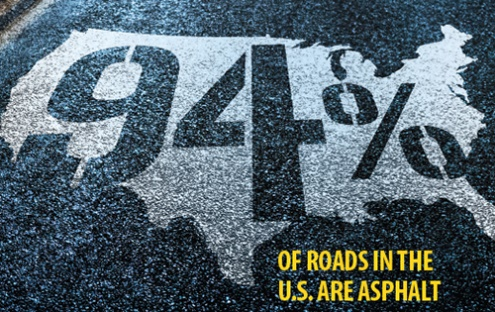 94%
OF ROADS IN THE
U.S. ARE ASPHALT